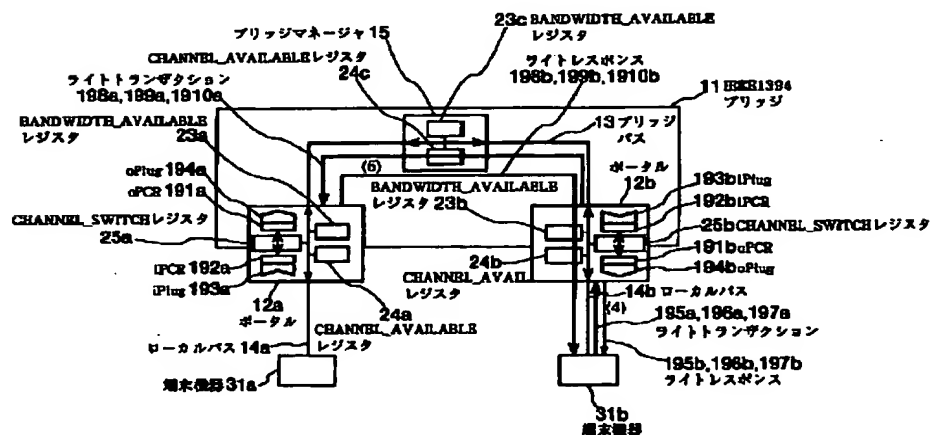 23c BANDWIDTH_AVAILABLE
レジスタ
ブリッジマネージャ 15
CHANNEL_AVAILABLEレジスタ
24c
ライトレスポンス
198b, 199b, 1910b
ライトトランザクション
198a, 199a, 1910a
11 IEEE1394
ブリッジ
BANDWIDTH_AVAILABLE
レジスタ
23a
13 ブリッジ
バス
(6)
ポータル
12b
oPlug 194a
oPCR 191a
BANDWIDTH_AVAILABLE
レジスタ 23b
193b iPlug
192b iPCR
CHANNEL_SWITCHレジスタ
25a
25b CHANNEL_SWITCHレジスタ
24b
191b oPCR
194b oPlug
iPCR 192a
iPlug 193a
CHANNEL_AVAIL
レジスタ
12a
ポータル
24a
CHANNEL_AVAILABLE
レジスタ
14b ローカルバス
(4)
195a, 196a, 197a
ライトトランザクション
ローカルバス 14a
195b, 196b, 197b
ライトレスポンス
端末機器 31a
31b
端末機器